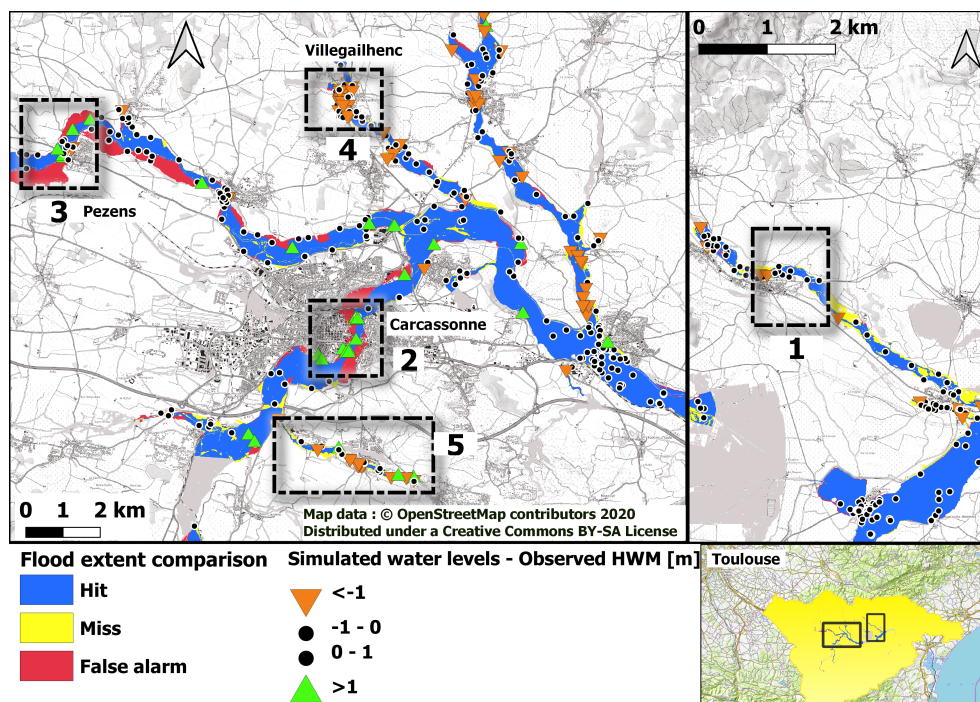 Villegailhenc
4
3
Pezens
Carcassonne
2
5
0 1 2 km
Map data : © OpenStreetMap contributors 2020
Distributed under a Creative Commons BY-SA License
0 1 2 km
1
Flood extent comparison
Hit
Miss
False alarm
Simulated water levels - Observed HWM [m]
<-1
-1 - 0
0 - 1
>1
Toulouse